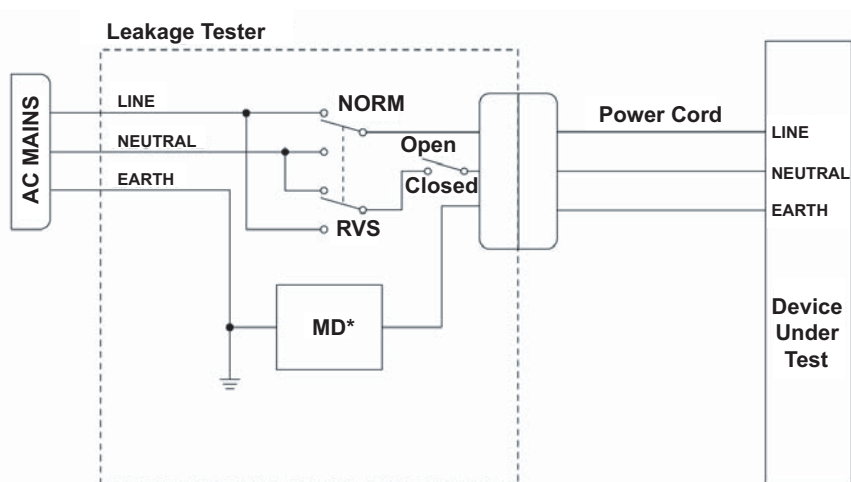 Leakage Tester
AC MAINS
LINE
NEUTRAL
EARTH
NORM
Open
Closed
RVS
MD*
Power Cord
LINE
NEUTRAL
EARTH
Device
Under
Test